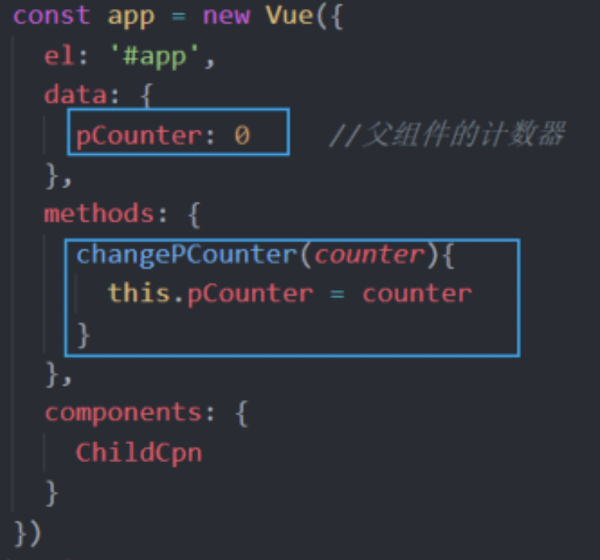 const app = new Vue({
el: '#app',
data: {
pCounter: 0 //父组件的计数器
},
methods: {
changePCounter(counter){
this.pCounter = counter
}
},
components: {
ChildCpn
}
})